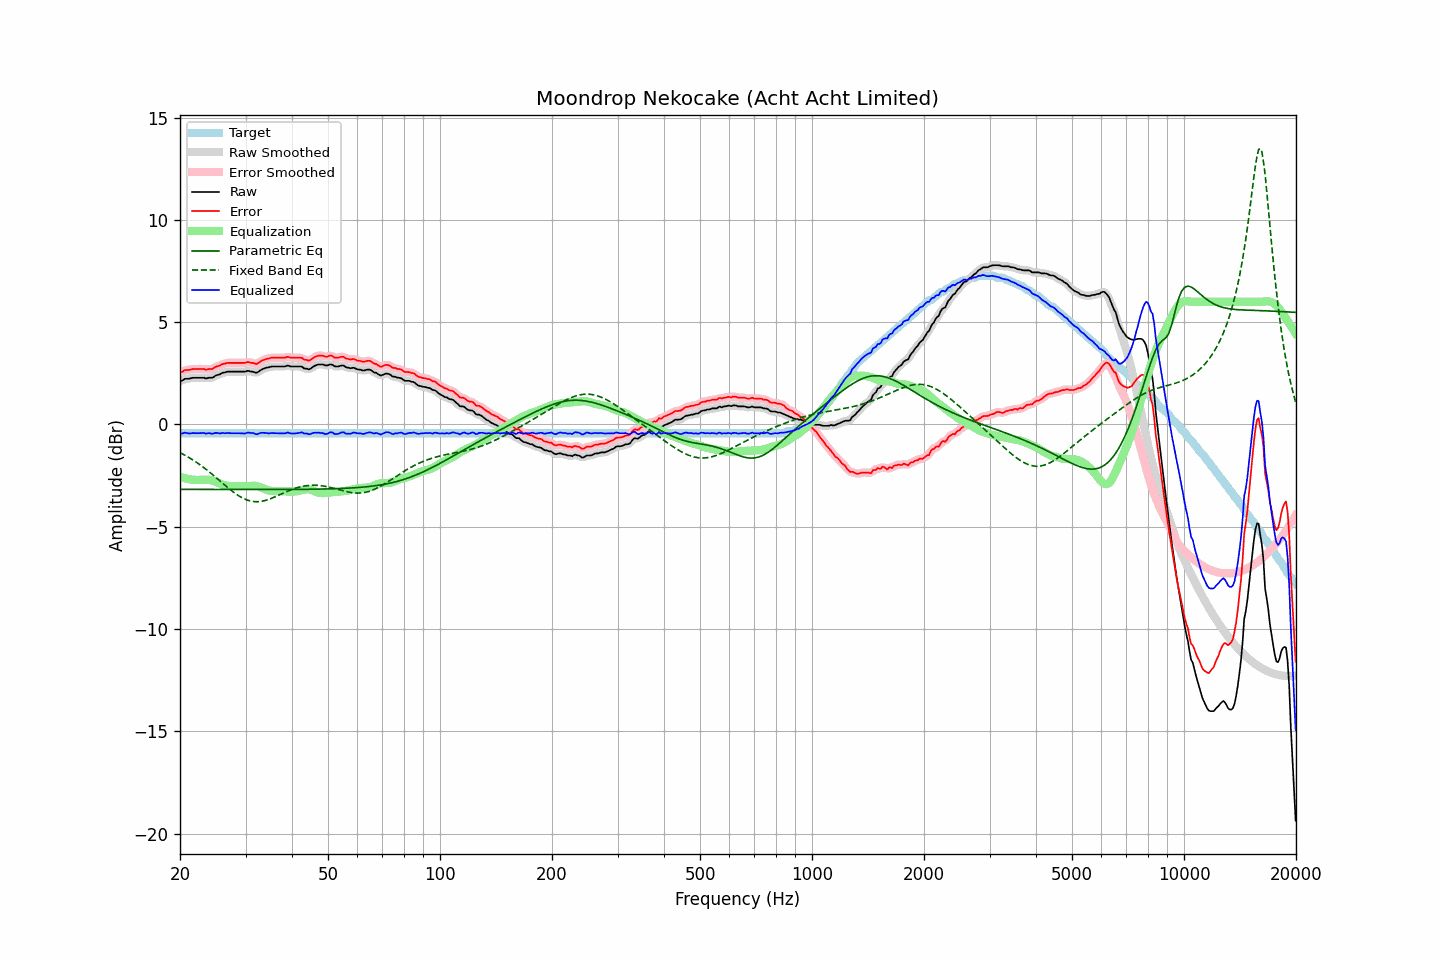 Moondrop Nekocake (Acht Acht Limited)
Target
Raw Smoothed
Error Smoothed
Raw
Error
Equalization
Parametric Eq
Fixed Band Eq
Equalized
15
10
5
0
−5
−10
−15
−20
Amplitude (dBr)
20
50
100
200
500
1000
2000
5000
10000
20000
Frequency (Hz)